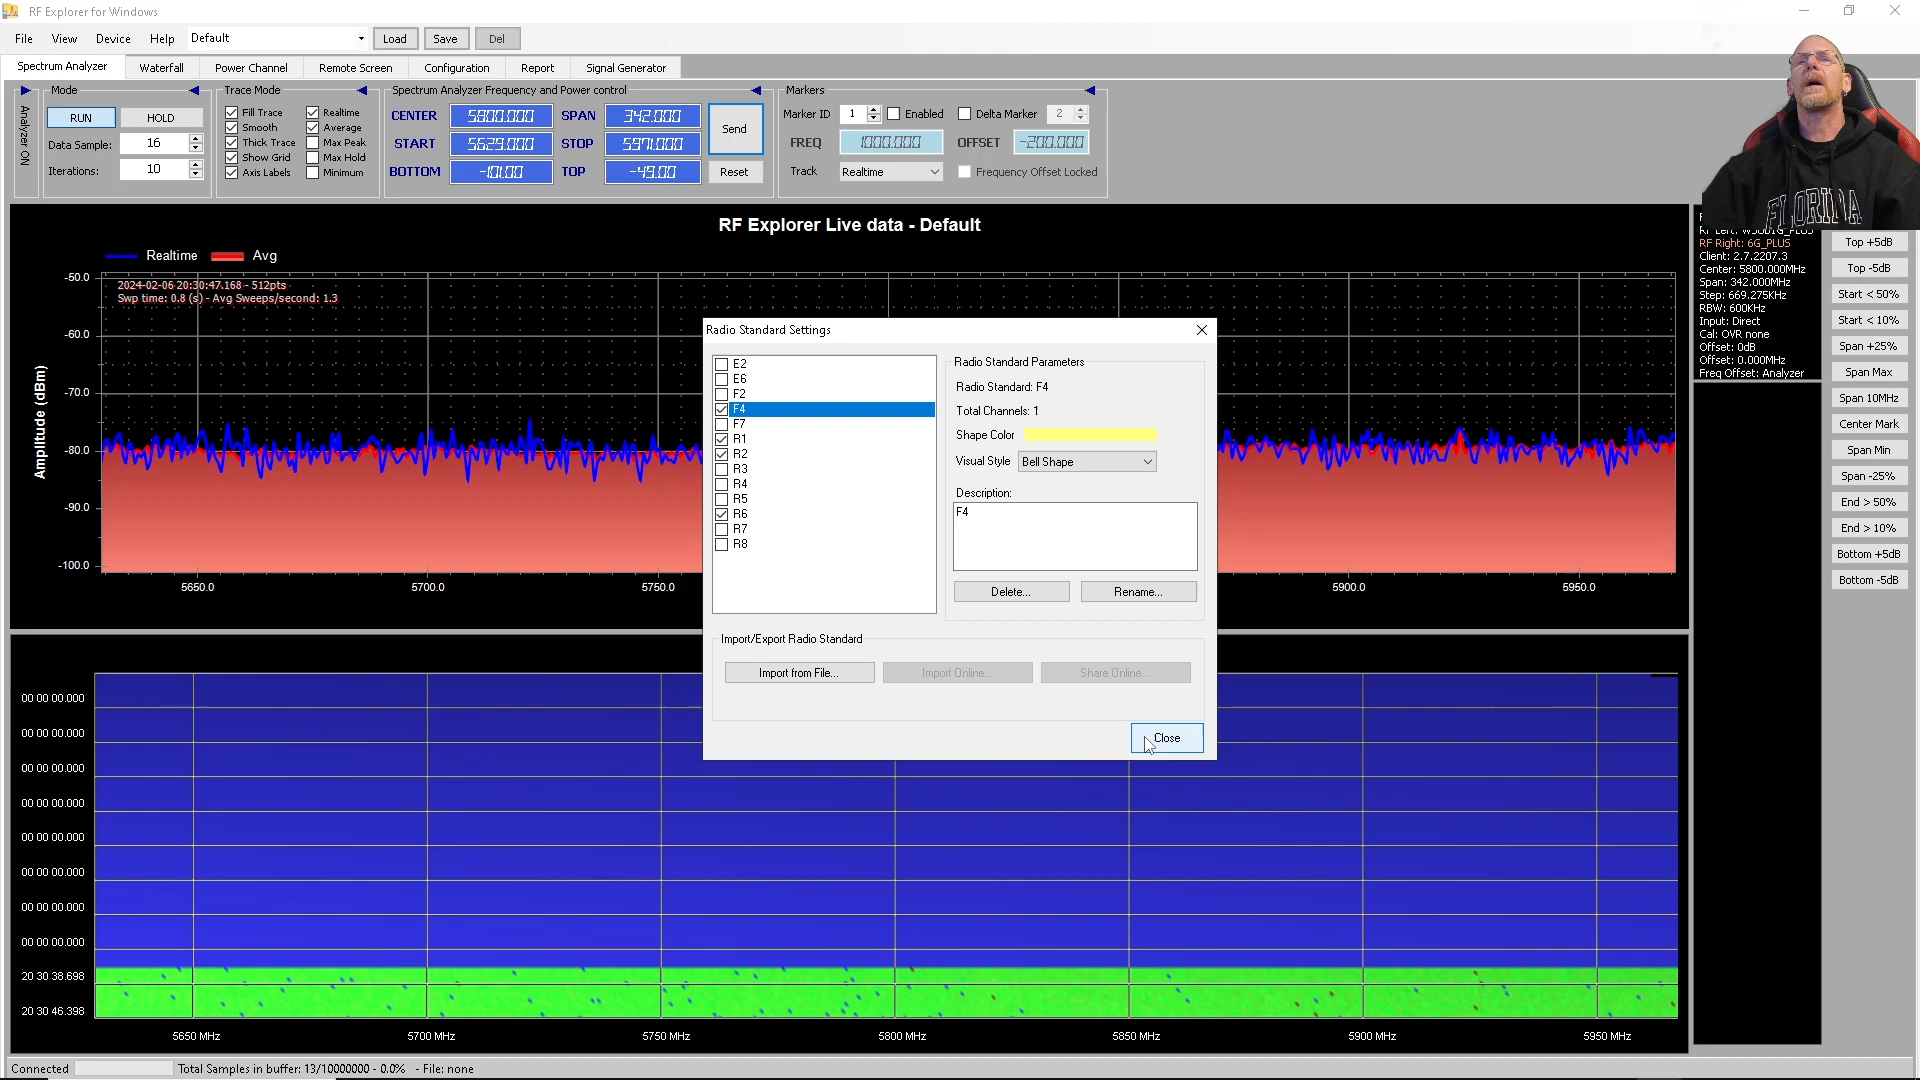 RF Explorer for Windows
File View Device Help Default Load Save Del
Spectrum Analyzer Waterfall Power Channel Remote Screen Configuration Report Signal Generator
Analyzer ON
Mode
RUN HOLD
Data Sample: 16
Iterations: 10
Trace Mode
Fill Trace Realtime
Smooth Average
Thick Trace Max Peak
Show Grid Max Hold
Axis Labels Minimum
Spectrum Analyzer Frequency and Power control
CENTER 5800.000 SPAN 342.000
START 5629.000 STOP 5971.000
BOTTOM -101.00 TOP -49.00
Send
Reset
Markers
Marker ID 1 Enabled Delta Marker 2
FREQ 1000.000 OFFSET -200.000
Track Realtime Frequency Offset Locked
FLORIDA
RF Explorer Live data - Default
Realtime Avg
2024-02-06 20:30:47.168 - 512pts
Swp time: 0.8 (s) - Avg Sweeps/second: 1.3
Amplitude (dBm)
-50.0
-60.0
-70.0
-80.0
-90.0
-100.0
5650.0 5700.0 5750.0 5900.0 5950.0
Radio Standard Settings
E2
E6
F2
F4
F7
R1
R2
R3
R4
R5
R6
R7
R8
Radio Standard Parameters
Radio Standard: F4
Total Channels: 1
Shape Color
Visual Style Bell Shape
Description:
F4
Delete... Rename...
Import/Export Radio Standard
Import from File... Import Online... Share Online...
Close
RF Left: WSUB1G_PLUS
RF Right: 6G_PLUS
Client: 2.7.2207.3
Center: 5800.000MHz
Span: 342.000MHz
Step: 669.275KHz
RBW: 600KHz
Input: Direct
Cal: OVR none
Offset: 0dB
Offset: 0.000MHz
Freq Offset: Analyzer
Top +5dB
Top -5dB
Start < 50%
Start < 10%
Span +25%
Span Max
Span 10MHz
Center Mark
Span Min
Span -25%
End > 50%
End > 10%
Bottom +5dB
Bottom -5dB
00 00 00.000
00 00 00.000
00 00 00.000
00 00 00.000
00 00 00.000
00 00 00.000
00 00 00.000
00 00 00.000
20 30 38.698
20 30 46.398
5650 MHz 5700 MHz 5750 MHz 5800 MHz 5850 MHz 5900 MHz 5950 MHz
Connected Total Samples in buffer: 13/10000000 - 0.0% - File: none